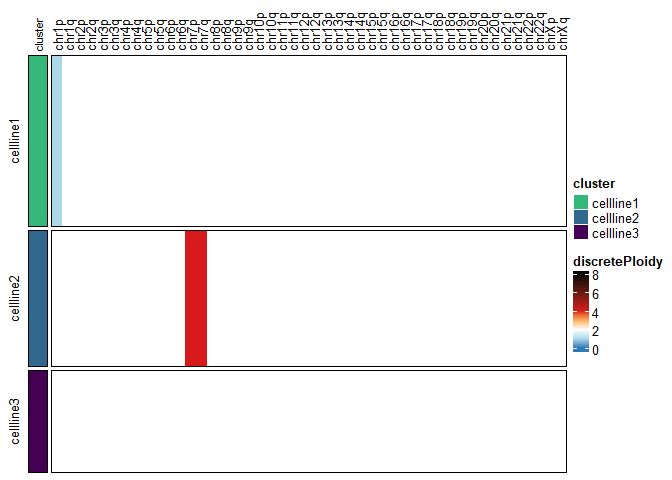 cluster
chr1p
chr1q
chr2p
chr2q
chr3p
chr3q
chr4p
chr4q
chr5p
chr5q
chr6p
chr6q
chr7p
chr7q
chr8p
chr8q
chr9p
chr9q
chr10p
chr10q
chr11p
chr11q
chr12p
chr12q
chr13p
chr13q
chr14p
chr14q
chr15p
chr15q
chr16p
chr16q
chr17p
chr17q
chr18p
chr18q
chr19p
chr19q
chr20p
chr20q
chr21p
chr21q
chr22p
chr22q
chrXp
chrXq
cellline1
cellline2
cellline3
cluster
cellline1
cellline2
cellline3
discretePloidy
8
6
4
2
0